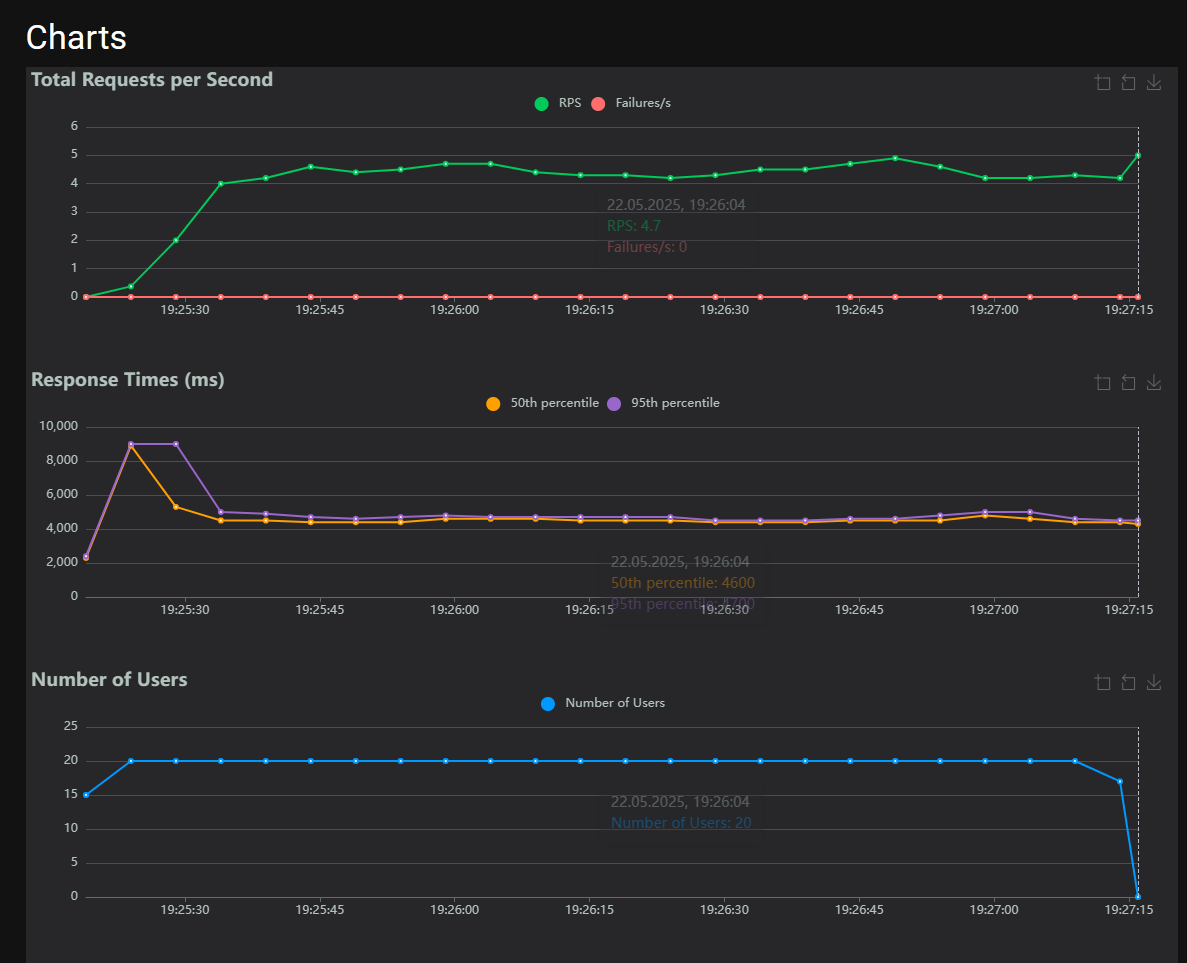 Charts
Total Requests per Second
RPS Failures/s
6
5
4
3
2
1
0
22.05.2025, 19:26:04
RPS: 4.7
Failures/s: 0
19:25:30 19:25:45 19:26:00 19:26:15 19:26:30 19:26:45 19:27:00 19:27:15
Response Times (ms)
50th percentile 95th percentile
10,000
8,000
6,000
4,000
2,000
0
22.05.2025, 19:26:04
50th percentile: 4600
95th percentile: 4700
19:25:30 19:25:45 19:26:00 19:26:15 19:26:30 19:26:45 19:27:00 19:27:15
Number of Users
Number of Users
25
20
15
10
5
0
22.05.2025, 19:26:04
Number of Users: 20
19:25:30 19:25:45 19:26:00 19:26:15 19:26:30 19:26:45 19:27:00 19:27:15